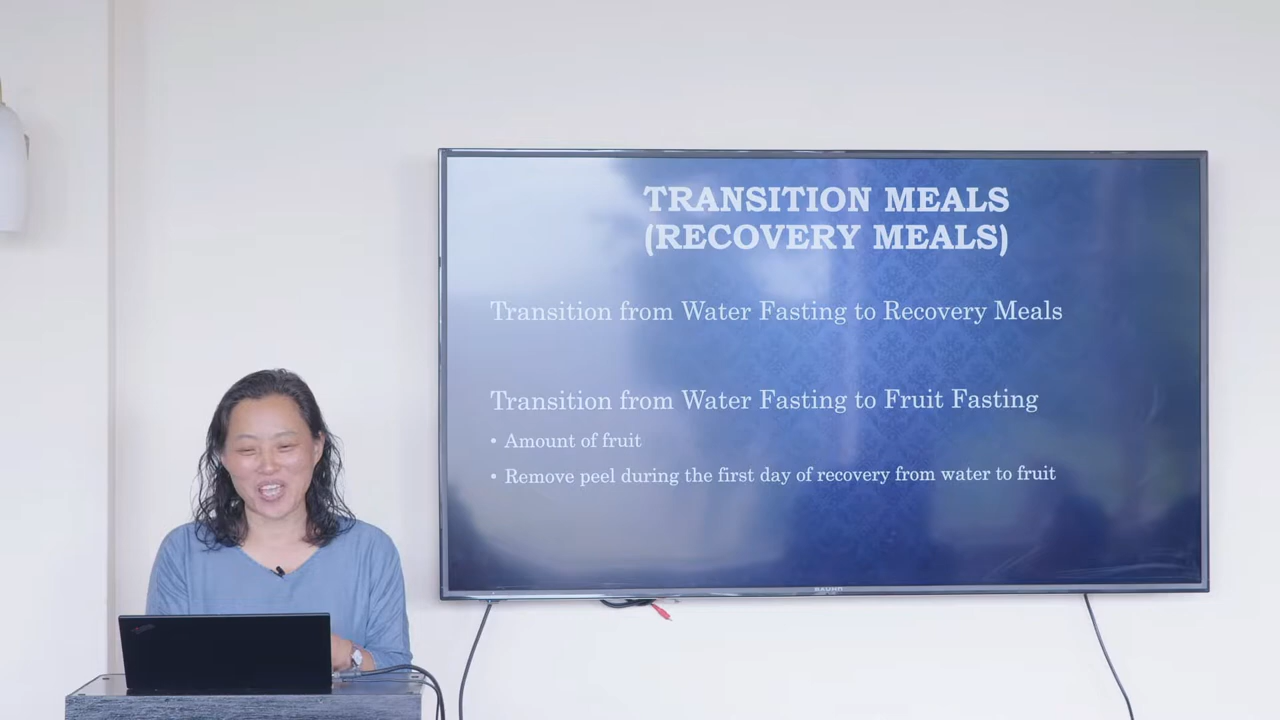 TRANSITION MEALS
(RECOVERY MEALS)
Transition from Water Fasting to Recovery Meals
Transition from Water Fasting to Fruit Fasting
• Amount of fruit
• Remove peel during the first day of recovery from water to fruit